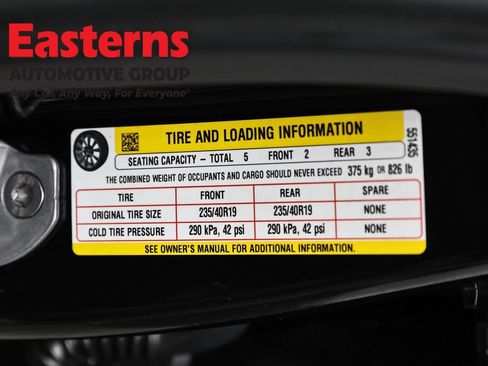 Easterns
AUTOMOTIVE GROUP
Any Car Any Way, For Everyone
TIRE AND LOADING INFORMATION
SEATING CAPACITY – TOTAL 5 FRONT 2 REAR 3
THE COMBINED WEIGHT OF OCCUPANTS AND CARGO SHOULD NEVER EXCEED 375 kg OR 826 lb
TIRE FRONT REAR SPARE
ORIGINAL TIRE SIZE 235/40R19 235/40R19 NONE
COLD TIRE PRESSURE 290 kPa, 42 psi 290 kPa, 42 psi NONE
SEE OWNER'S MANUAL FOR ADDITIONAL INFORMATION.
551435